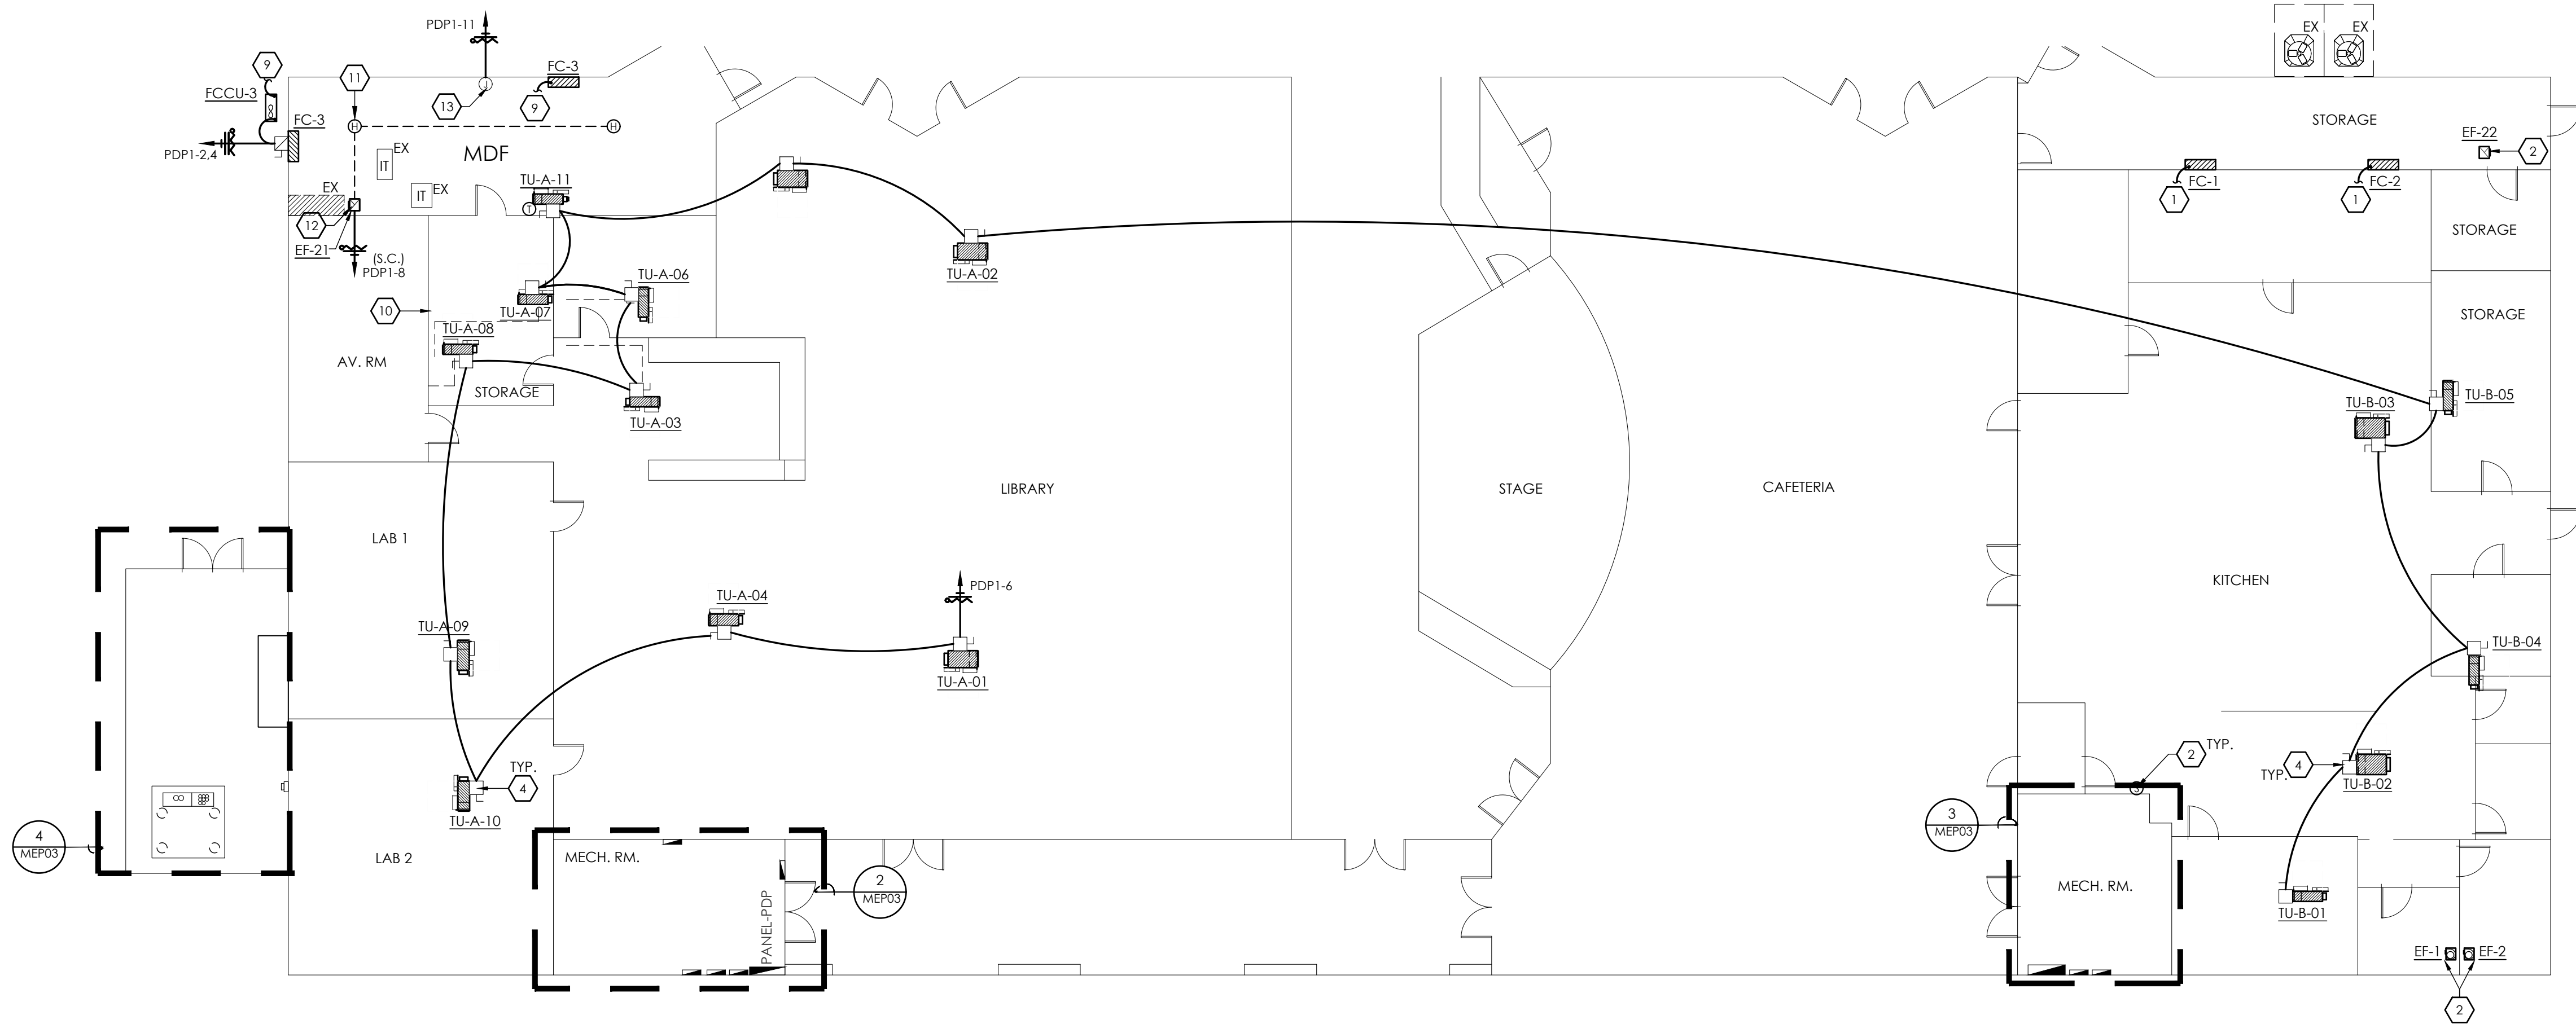 PDP1-11
EX
EX
9
11
FC-3
FCCU-3
13
9
FC-3
STORAGE
EF-22
2
H
H
PDP1-2,4
EX
IT
MDF
FC-1
FC-2
1
1
TU-A-11
EX
IT
EX
T
12
STORAGE
EF-21
(S.C.)
PDP1-8
TU-A-06
TU-A-02
10
TU-A-07
STORAGE
TU-A-08
AV. RM
STORAGE
TU-B-03
TU-B-05
TU-A-03
LIBRARY
STAGE
CAFETERIA
LAB 1
KITCHEN
PDP1-6
TU-A-04
TU-A-09
TU-B-04
TU-A-01
TYP.
4
2
TYP.
4
TYP.
TU-B-02
S
TU-A-10
3
MEP03
4
MEP03
LAB 2
MECH. RM.
2
MEP03
MECH. RM.
PANEL-PDP
TU-B-01
EF-1
EF-2
2